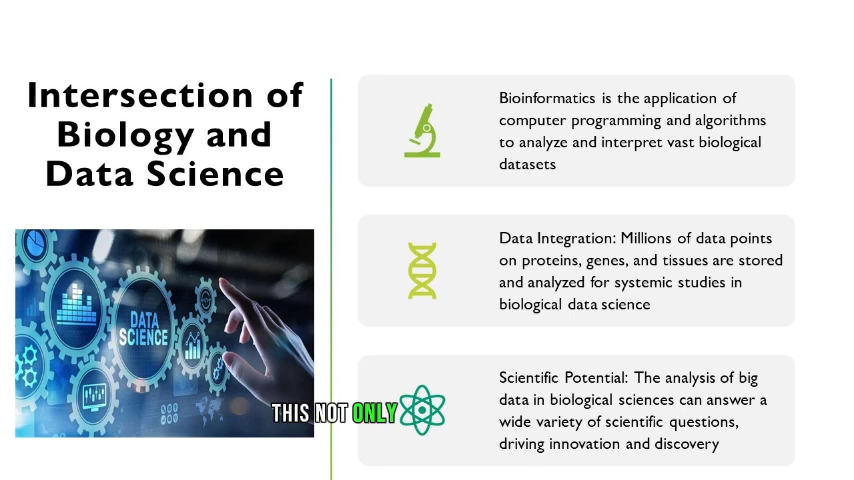 Intersection of
Biology and
Data Science
Bioinformatics is the application of
computer programming and algorithms
to analyze and interpret vast biological
datasets
Data Integration: Millions of data points
on proteins, genes, and tissues are stored
and analyzed for systemic studies in
biological data science
Scientific Potential: The analysis of big
data in biological sciences can answer a
wide variety of scientific questions,
driving innovation and discovery
DATA
SCIENCE
THIS NOT ONLY